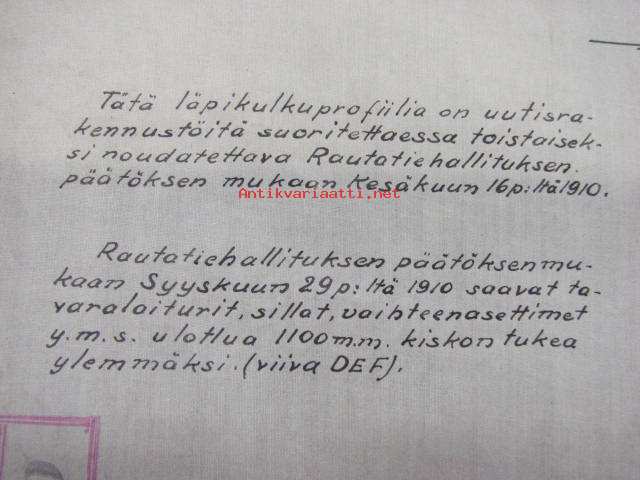 Tätä läpikulkuprofiilia on uutisra-
kennustöitä suoritettaessa toistaisek-
si noudatettava Rautatiehallituksen.
päätöksen mukaan Kesäkuun 16p:ltä 1910.
Antikvariaatti.net
Rautatiehallituksen päätöksen mu-
kaan Syyskuun 29p:ltä 1910 saavat ta-
varalaiturit, sillat, vaihteenasettimet
y.m.s. ulottua 1100 m.m. kiskon tukea
ylemmäksi. (viiva DEF).